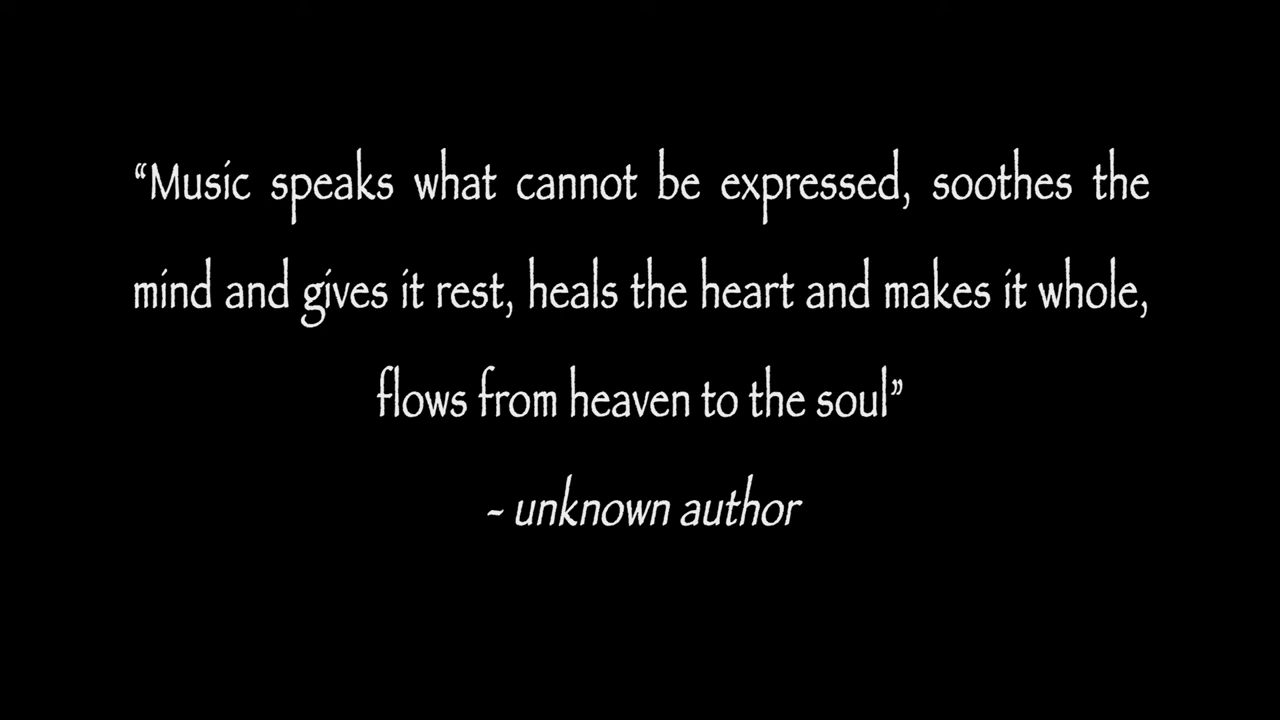 “Music speaks what cannot be expressed, soothes the
mind and gives it rest, heals the heart and makes it whole,
flows from heaven to the soul”
- unknown author